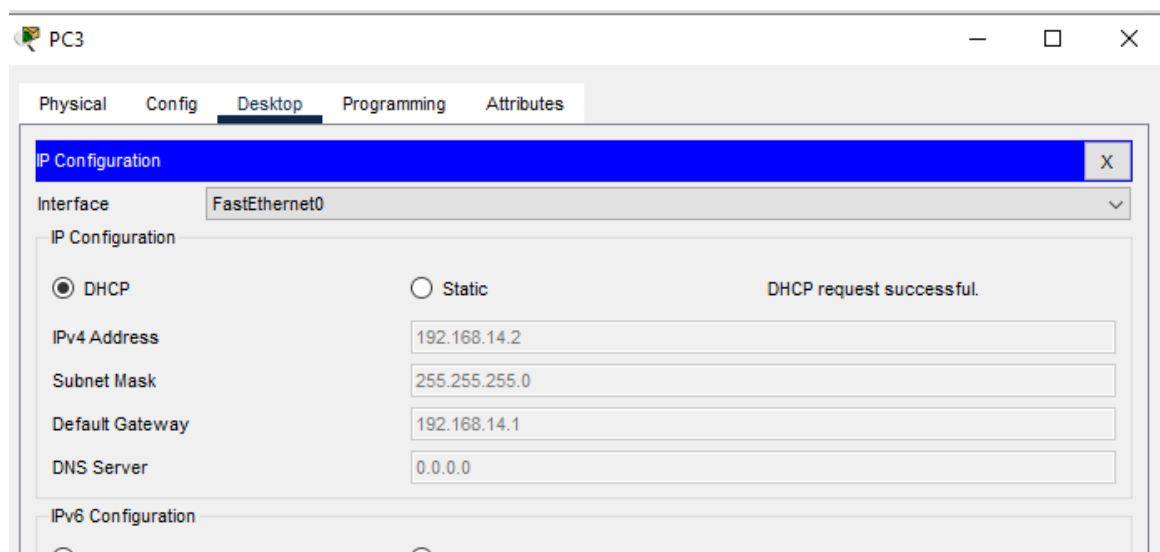 PC3
Physical Config Desktop Programming Attributes
IP Configuration X
Interface FastEthernet0
IP Configuration
DHCP Static DHCP request successful.
IPv4 Address 192.168.14.2
Subnet Mask 255.255.255.0
Default Gateway 192.168.14.1
DNS Server 0.0.0.0
IPv6 Configuration